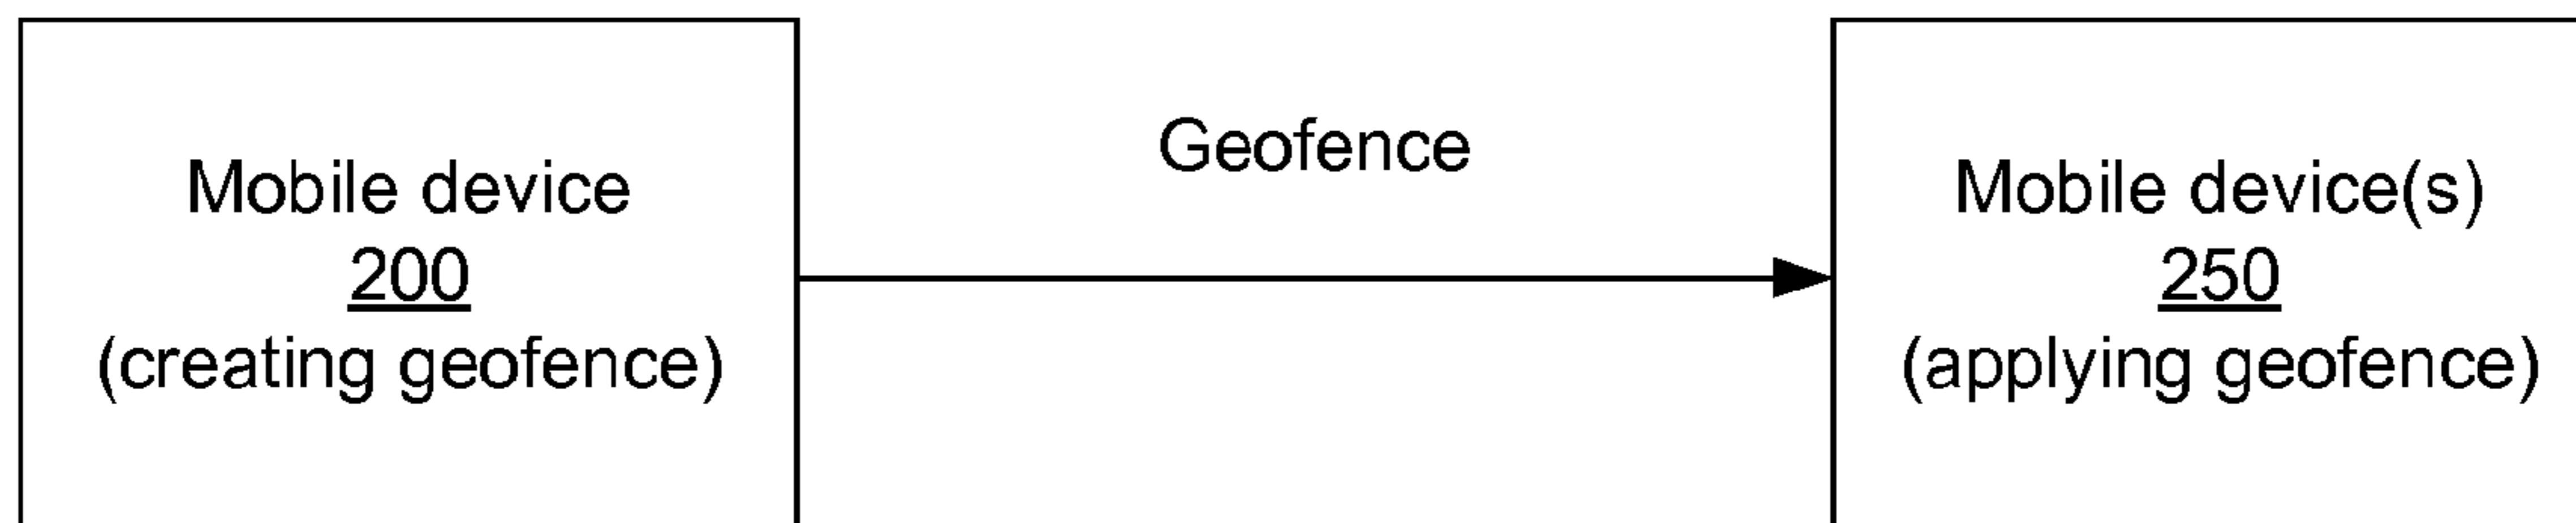 Mobile device
200
(creating geofence)
Geofence
Mobile device(s)
250
(applying geofence)